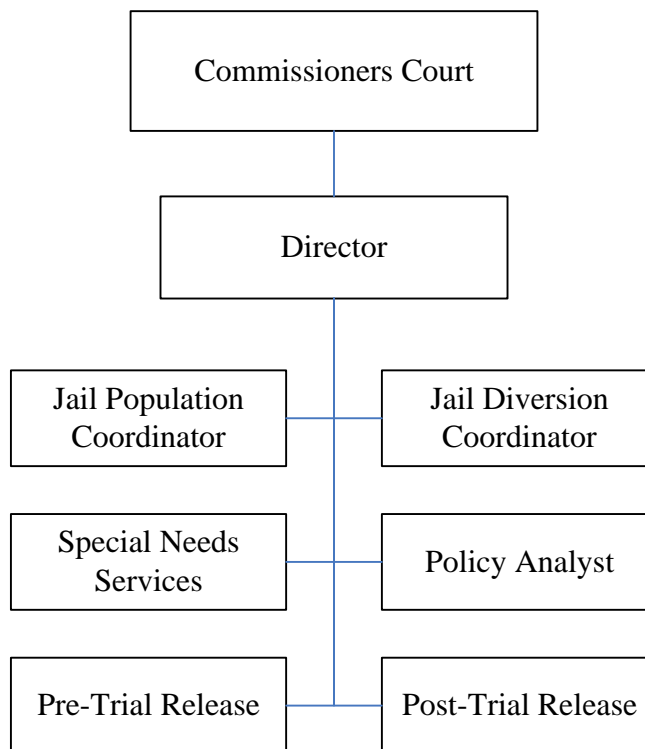 Commissioners Court
Director
Jail Population
Coordinator
Jail Diversion
Coordinator
Special Needs
Services
Policy Analyst
Pre-Trial Release
Post-Trial Release